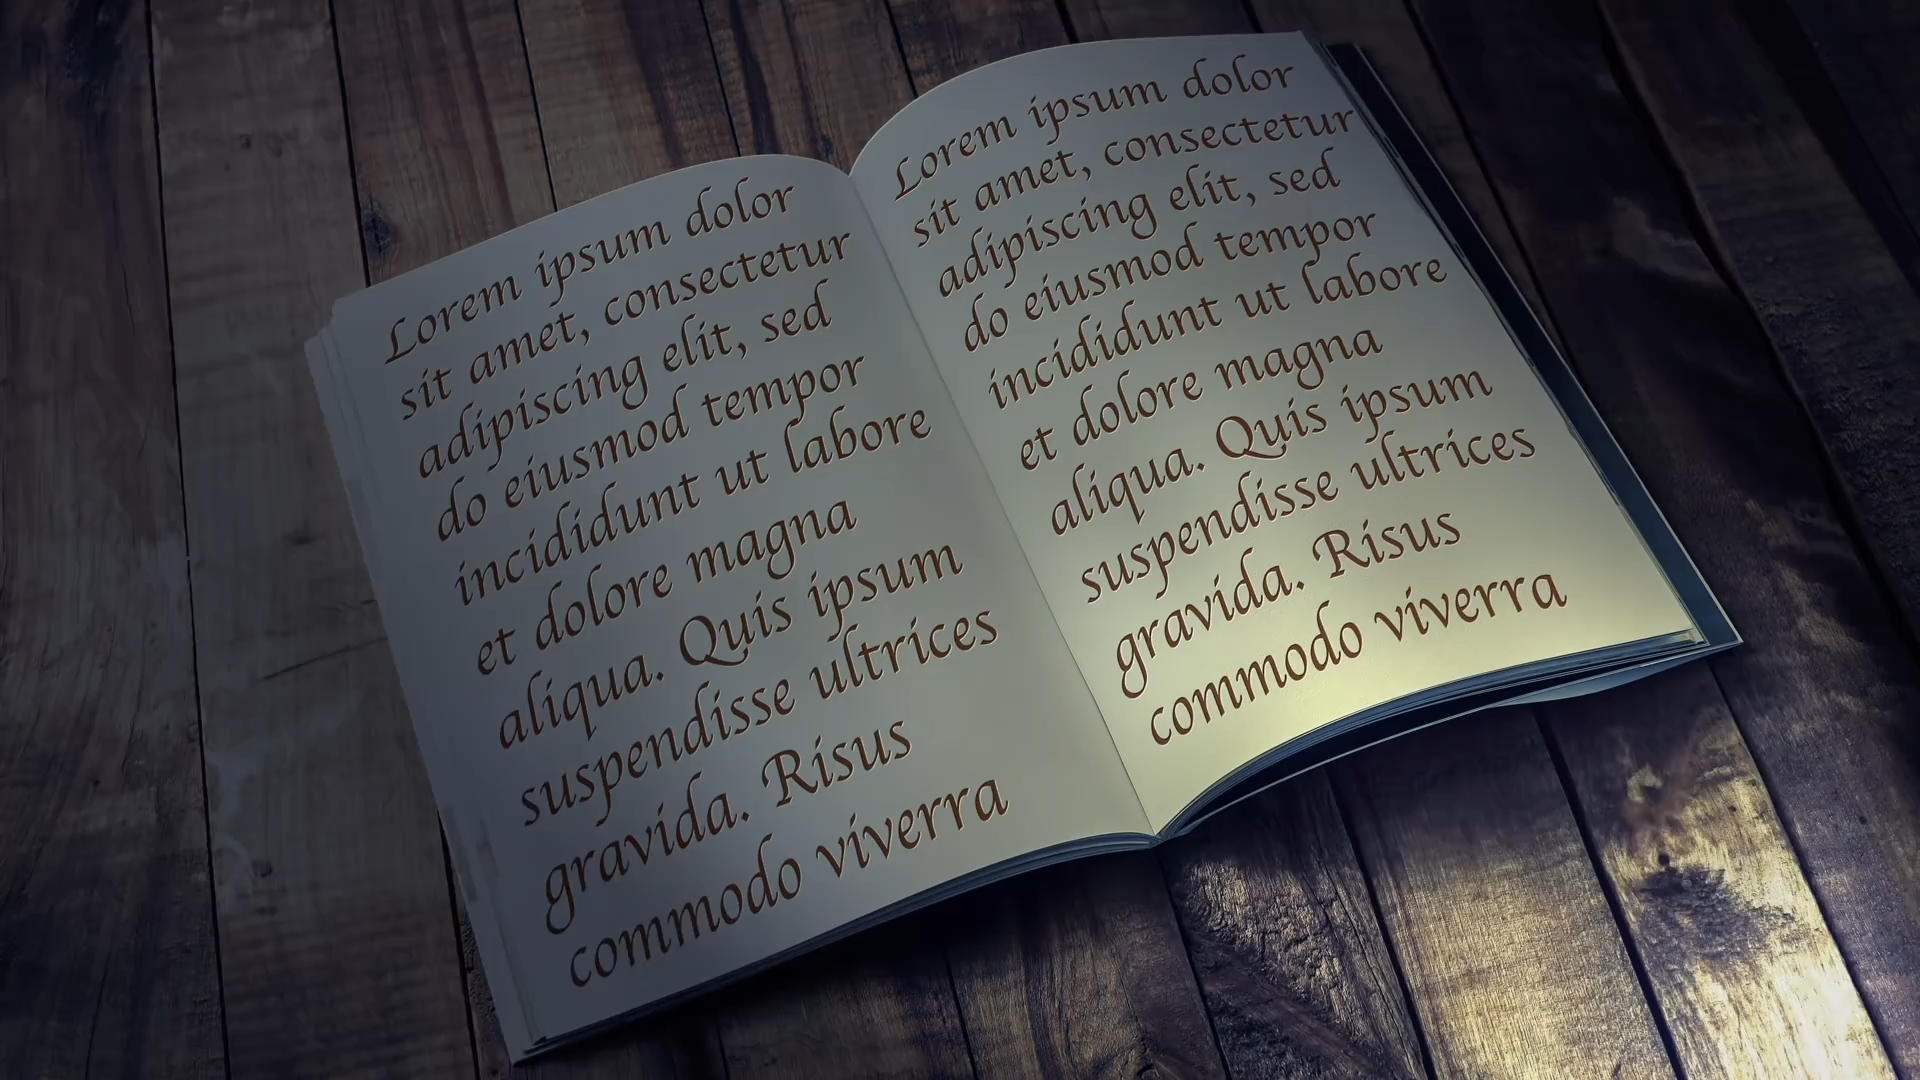 Lorem ipsum dolor
sit amet, consectetur
adipiscing elit, sed
do eiusmod tempor
incididunt ut labore
et dolore magna
aliqua. Quis ipsum
suspendisse ultrices
gravida. Risus
commodo viverra
Lorem ipsum dolor
sit amet, consectetur
adipiscing elit, sed
do eiusmod tempor
incididunt ut labore
et dolore magna
aliqua. Quis ipsum
suspendisse ultrices
gravida. Risus
commodo viverra